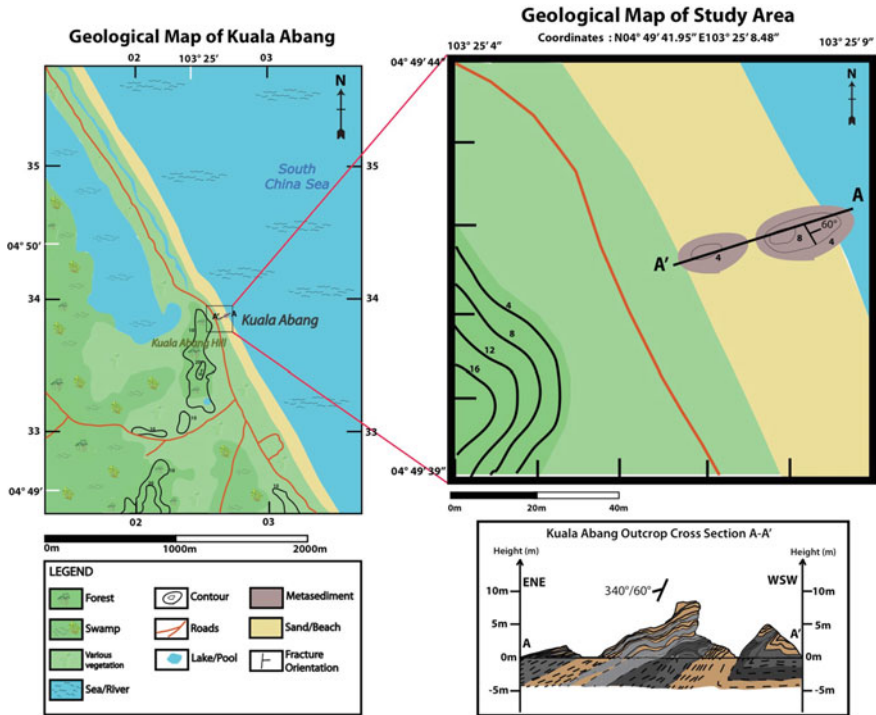 Geological Map of Kuala Abang
02
103° 25′
03
N
35
35
South
China Sea
04° 50′
34
34
A′
A
Kuala Abang
Kuala Abang Hill
33
33
04° 49′
02
03
0m
1000m
2000m
LEGEND
Forest
Contour
Metasediment
Swamp
Roads
Sand/Beach
Various
vegetation
Lake/Pool
Fracture
Orientation
Sea/River
Geological Map of Study Area
Coordinates : N04° 49′ 41.95″ E103° 25′ 8.48″
103° 25′ 4″
103° 25′ 9″
04° 49′ 44″
N
A
60°
8
4
4
A′
4
8
12
16
04° 49′ 39″
0m
20m
40m
Kuala Abang Outcrop Cross Section A-A′
Height (m)
Height (m)
ENE
WSW
340°/60°
10m
10m
5m
5m
A
A′
0m
0m
-5m
-5m